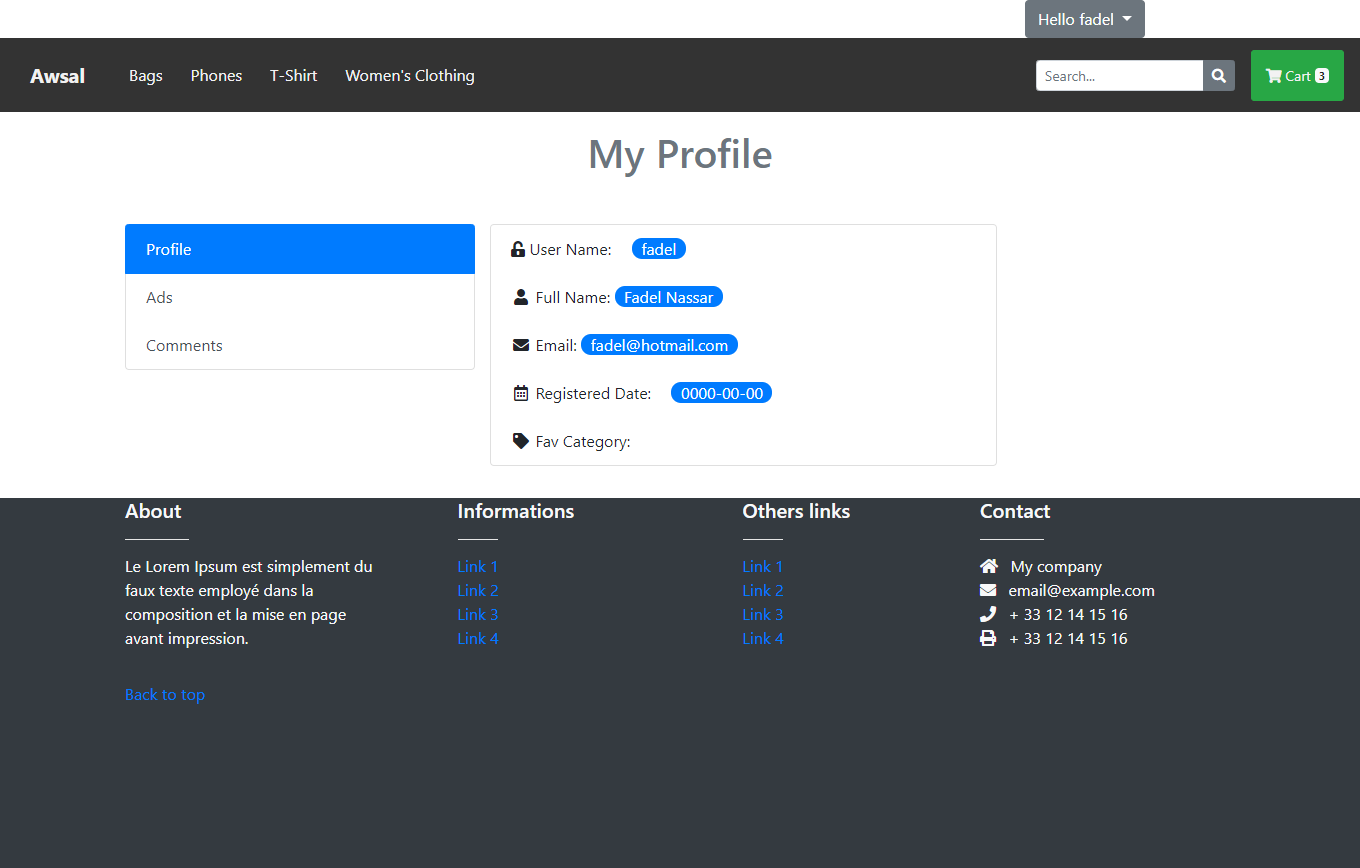 Hello fadel
Awsal Bags Phones T-Shirt Women's Clothing Search... Cart 3
My Profile
Profile
Ads
Comments
User Name: fadel
Full Name: Fadel Nassar
Email: fadel@hotmail.com
Registered Date: 0000-00-00
Fav Category:
About
Le Lorem Ipsum est simplement du
faux texte employé dans la
composition et la mise en page
avant impression.
Informations
Link 1
Link 2
Link 3
Link 4
Others links
Link 1
Link 2
Link 3
Link 4
Contact
My company
email@example.com
+ 33 12 14 15 16
+ 33 12 14 15 16
Back to top